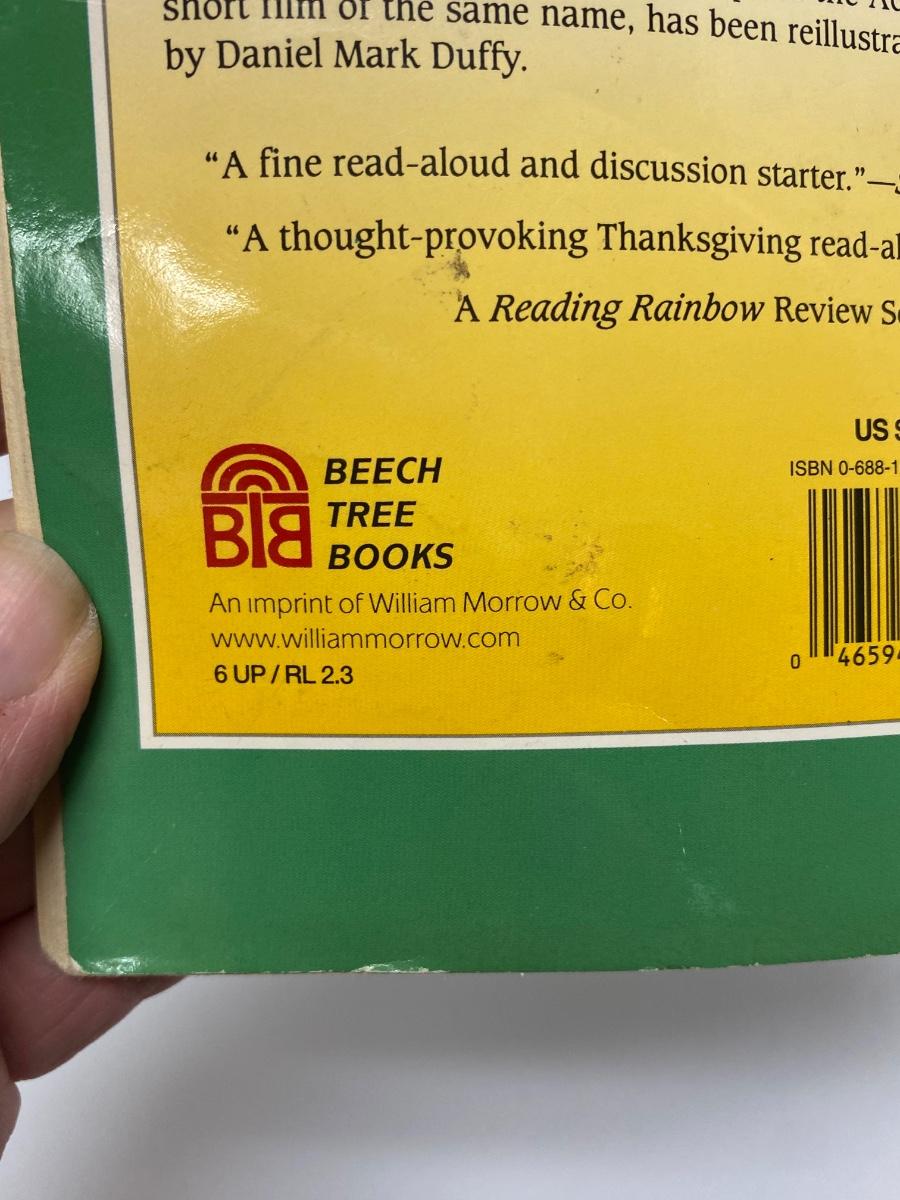 short film of the same name, has been
by Daniel Mark Duffy.
“A fine read-aloud and discussion starter.”—
“A thought-provoking Thanksgiving
A Reading Rainbow Review
US
BTB
BEECH
TREE
BOOKS
ISBN 0-688-1
An imprint of William Morrow & Co.
www.williammorrow.com
6 UP / RL 2.3
0 4659